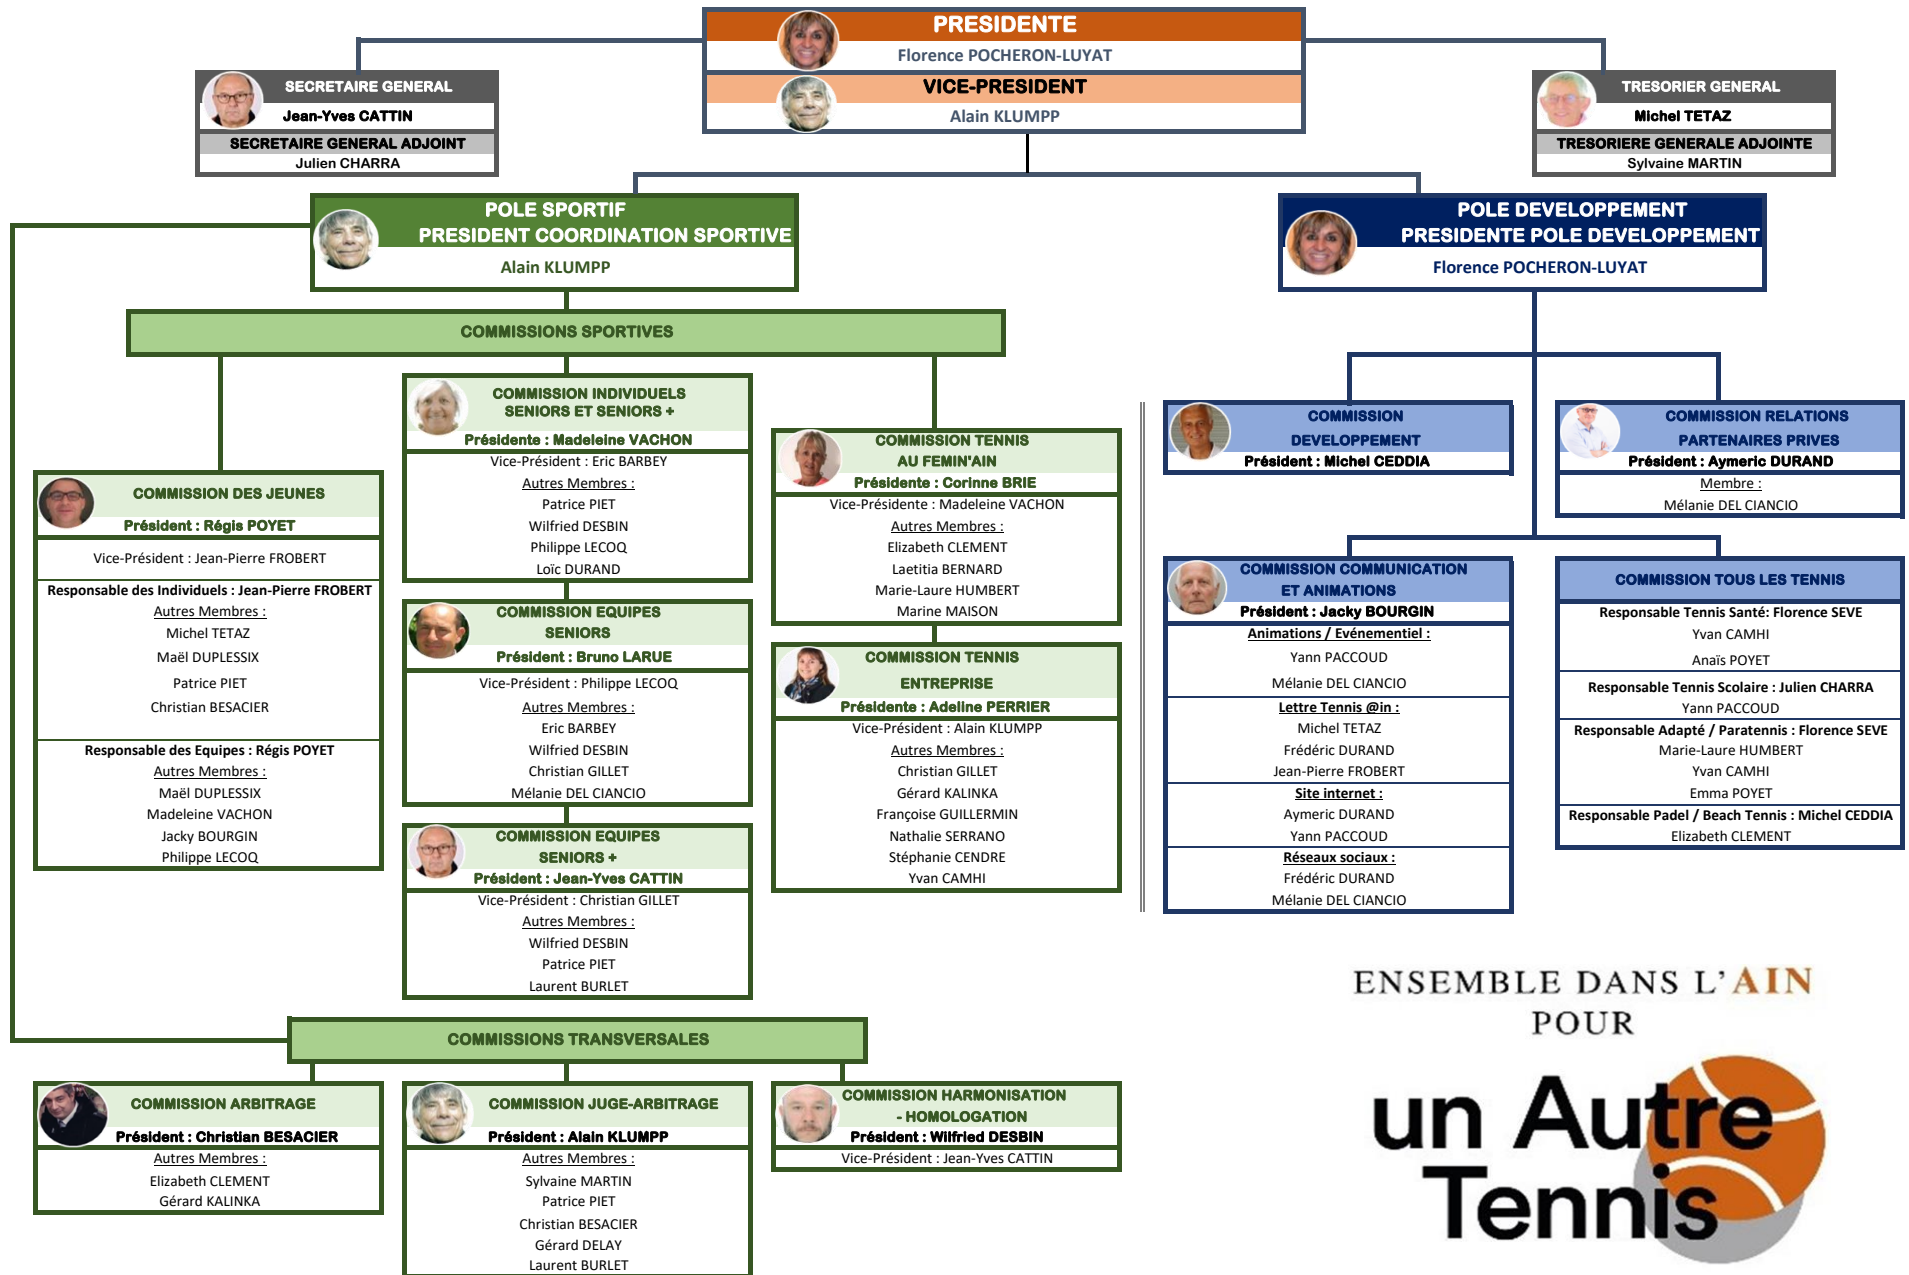 PRESIDENTE
Florence POCHERON-LUYAT
VICE-PRESIDENT
Alain KLUMPP
SECRETAIRE GENERAL
Jean-Yves CATTIN
SECRETAIRE GENERAL ADJOINT
Julien CHARRA
TRESORIER GENERAL
Michel TETAZ
TRESORIERE GENERALE ADJOINTE
Sylvaine MARTIN
POLE SPORTIF
PRESIDENT COORDINATION SPORTIVE
Alain KLUMPP
POLE DEVELOPPEMENT
PRESIDENTE POLE DEVELOPPEMENT
Florence POCHERON-LUYAT
COMMISSIONS SPORTIVES
COMMISSION DES JEUNES
Président : Régis POYET
Vice-Président : Jean-Pierre FROBERT
Responsable des Individuels : Jean-Pierre FROBERT
Autres Membres :
Michel TETAZ
Maël DUPLESSIX
Patrice PIET
Christian BESACIER
Responsable des Equipes : Régis POYET
Autres Membres :
Maël DUPLESSIX
Madeleine VACHON
Jacky BOURGIN
Philippe LECOQ
COMMISSION INDIVIDUELS
SENIORS ET SENIORS +
Présidente : Madeleine VACHON
Vice-Président : Eric BARBEY
Autres Membres :
Patrice PIET
Wilfried DESBIN
Philippe LECOQ
Loïc DURAND
COMMISSION EQUIPES
SENIORS
Président : Bruno LARUE
Vice-Président : Philippe LECOQ
Autres Membres :
Eric BARBEY
Wilfried DESBIN
Christian GILLET
Mélanie DEL CIANCIO
COMMISSION EQUIPES
SENIORS +
Président : Jean-Yves CATTIN
Vice-Président : Christian GILLET
Autres Membres :
Wilfried DESBIN
Patrice PIET
Laurent BURLET
COMMISSION TENNIS
AU FEMIN'AIN
Présidente : Corinne BRIE
Vice-Présidente : Madeleine VACHON
Autres Membres :
Elizabeth CLEMENT
Laetitia BERNARD
Marie-Laure HUMBERT
Marine MAISON
COMMISSION TENNIS
ENTREPRISE
Présidente : Adeline PERRIER
Vice-Président : Alain KLUMPP
Autres Membres :
Christian GILLET
Gérard KALINKA
Françoise GUILLERMIN
Nathalie SERRANO
Stéphanie CENDRE
Yvan CAMHI
COMMISSION
DEVELOPPEMENT
Président : Michel CEDDIA
COMMISSION RELATIONS
PARTENAIRES PRIVES
Président : Aymeric DURAND
Membre :
Mélanie DEL CIANCIO
COMMISSION COMMUNICATION
ET ANIMATIONS
Président : Jacky BOURGIN
Animations / Evénementiel :
Yann PACCOUD
Mélanie DEL CIANCIO
Lettre Tennis @in :
Michel TETAZ
Frédéric DURAND
Jean-Pierre FROBERT
Site internet :
Aymeric DURAND
Yann PACCOUD
Réseaux sociaux :
Frédéric DURAND
Mélanie DEL CIANCIO
COMMISSION TOUS LES TENNIS
Responsable Tennis Santé: Florence SEVE
Yvan CAMHI
Anaïs POYET
Responsable Tennis Scolaire : Julien CHARRA
Yann PACCOUD
Responsable Adapté / Paratennis : Florence SEVE
Marie-Laure HUMBERT
Yvan CAMHI
Emma POYET
Responsable Padel / Beach Tennis : Michel CEDDIA
Elizabeth CLEMENT
COMMISSIONS TRANSVERSALES
COMMISSION ARBITRAGE
Président : Christian BESACIER
Autres Membres :
Elizabeth CLEMENT
Gérard KALINKA
COMMISSION JUGE-ARBITRAGE
Président : Alain KLUMPP
Autres Membres :
Sylvaine MARTIN
Patrice PIET
Christian BESACIER
Gérard DELAY
Laurent BURLET
COMMISSION HARMONISATION
- HOMOLOGATION
Président : Wilfried DESBIN
Vice-Président : Jean-Yves CATTIN
ENSEMBLE DANS L'AIN
POUR
un Autre
Tennis